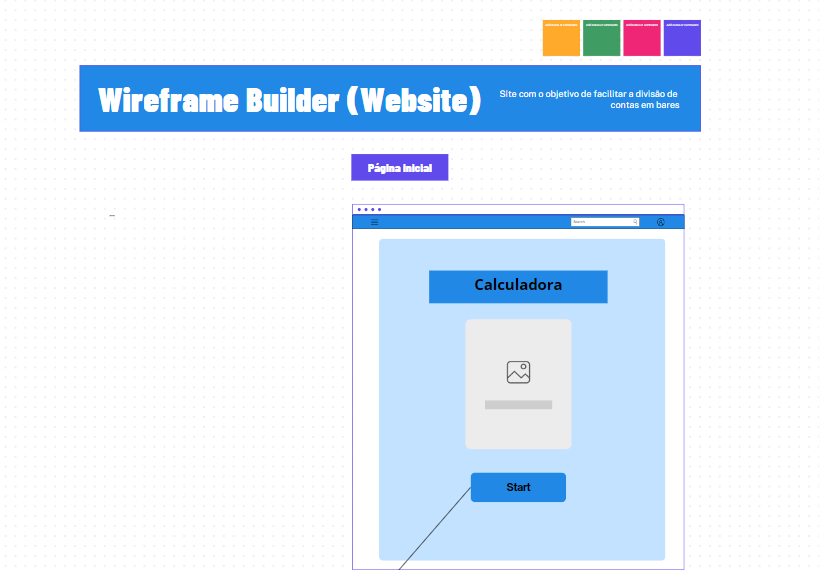 Wireframe Builder (Website)
Site com o objetivo de facilitar a divisão de
contas em bares
Página inicial
Search
Calculadora
Start